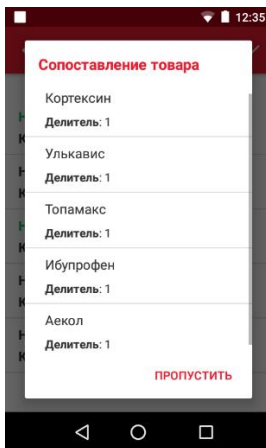 12:35
Сопоставление товара
Кортексин
Делитель: 1
Улькавис
Делитель: 1
Топамакс
Делитель: 1
Ибупрофен
Делитель: 1
Аекол
Делитель: 1
ПРОПУСТИТЬ